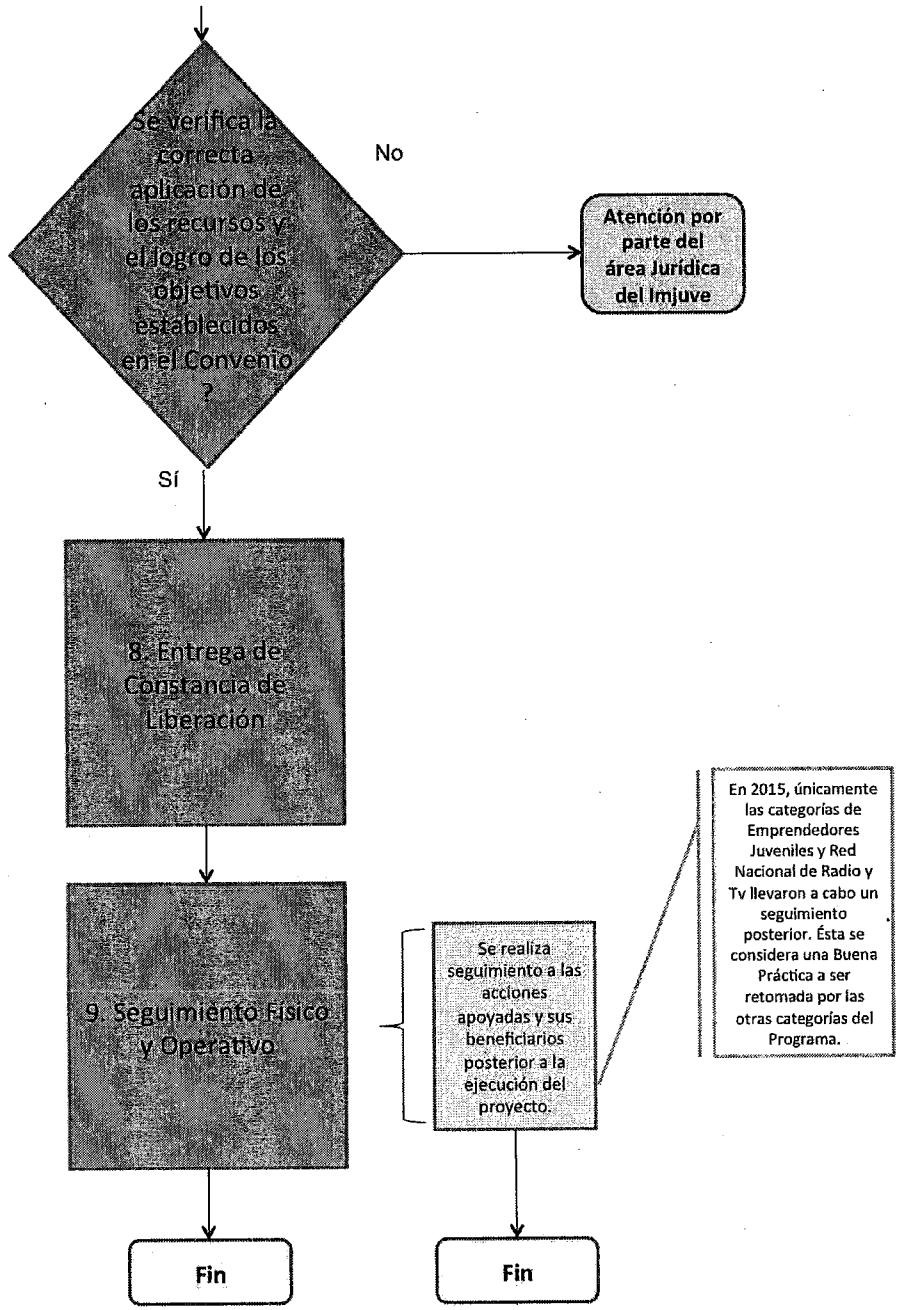 Se verifica la
correcta
aplicación de
los recursos y
el logro de los
objetivos
establecidos
en el Convenio
?
No
Atención por
parte del
área Jurídica
del Imjuve
Sí
8. Entrega de
Constancia de
Liberación
9. Seguimiento Físico
y Operativo
Se realiza
seguimiento a las
acciones
apoyadas y sus
beneficiarios
posterior a la
ejecución del
proyecto.
En 2015, únicamente
las categorías de
Emprendedores
Juveniles y Red
Nacional de Radio y
Tv llevaron a cabo un
seguimiento
posterior. Ésta se
considera una Buena
Práctica a ser
retomada por las
otras categorías del
Programa.
Fin
Fin